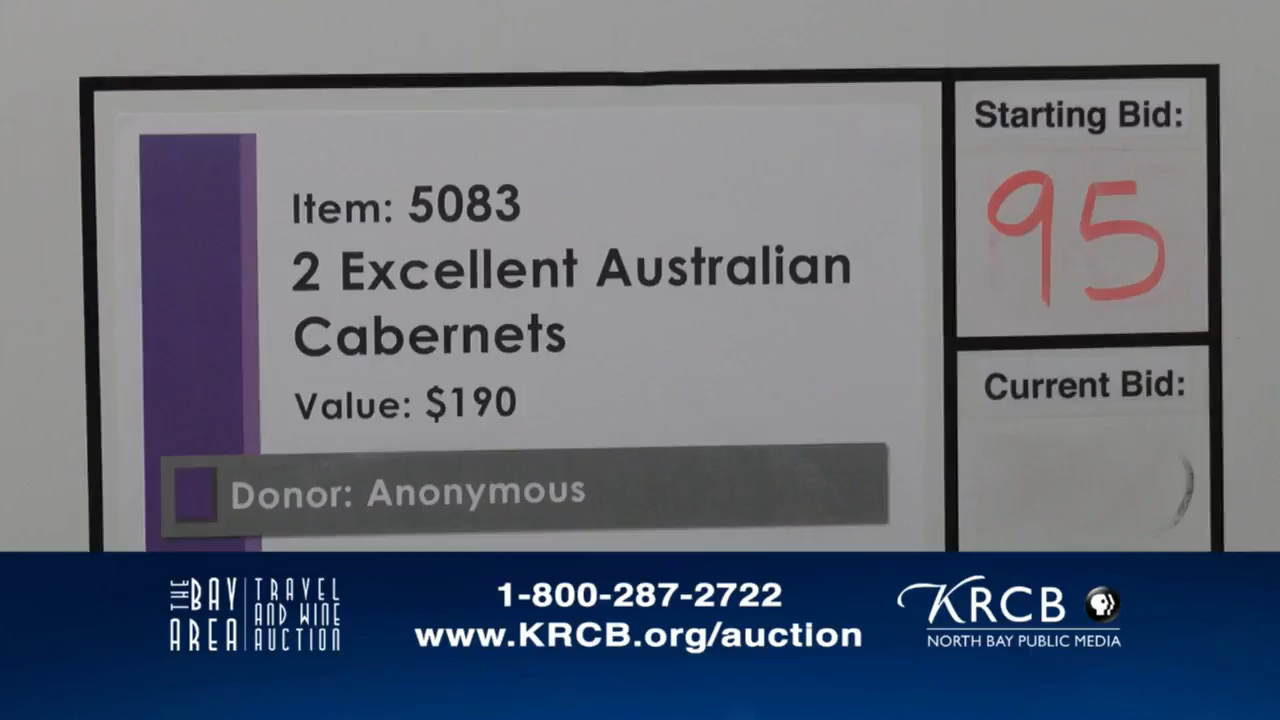 Starting Bid:
95
Item: 5083
2 Excellent Australian
Cabernets
Value: $190
Current Bid:
Donor: Anonymous
THE BAY AREA
TRAVEL
AND WINE
AUCTION
1-800-287-2722
www.KRCB.org/auction
KRCB
NORTH BAY PUBLIC MEDIA